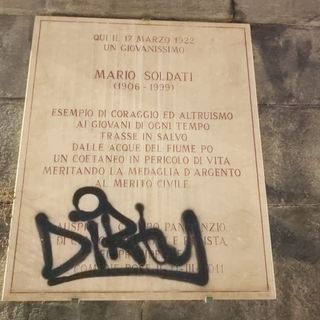 QUI IL 17 MARZO 1922
UN GIOVANISSIMO
MARIO SOLDATI
(1906 - 1999)
ESEMPIO DI CORAGGIO ED ALTRUISMO
AI GIOVANI DI OGNI TEMPO
TRASSE IN SALVO
DALLE ACQUE DEL FIUME PO
UN COETANEO IN PERICOLO DI VITA
MERITANDO LA MEDAGLIA D'ARGENTO
AL MERITO CIVILE
DiRty